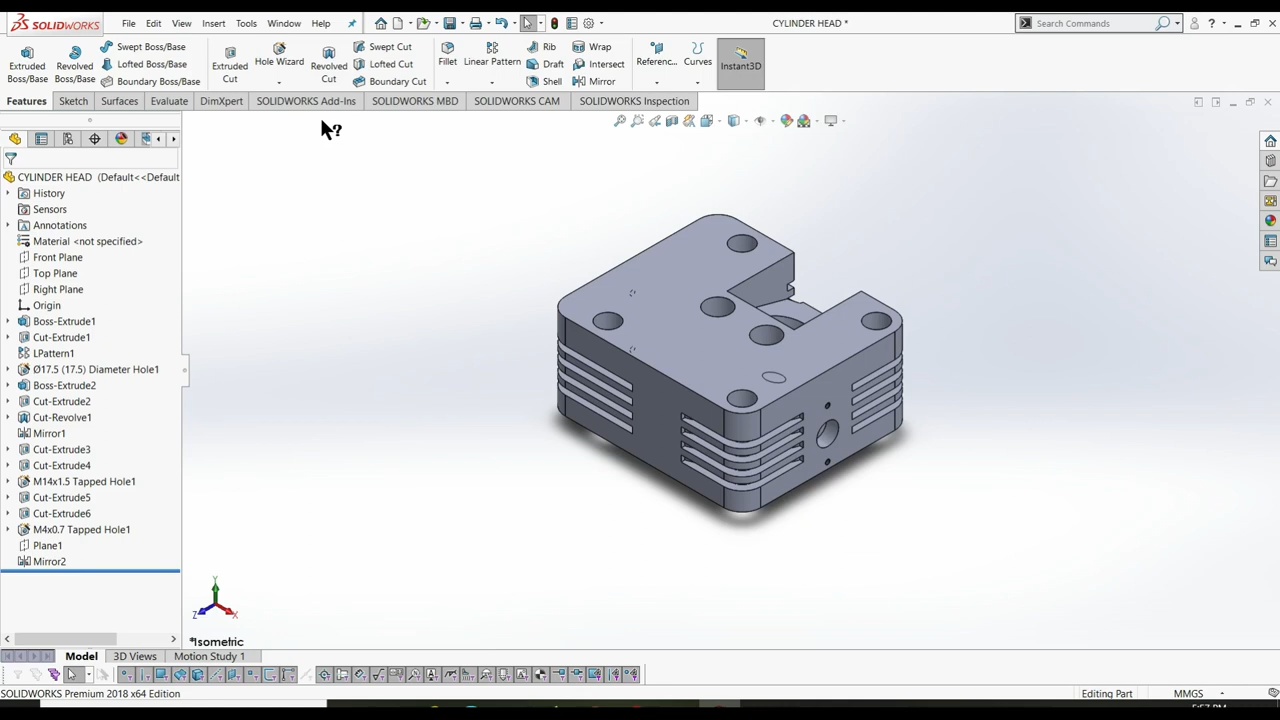 SOLIDWORKS File Edit View Insert Tools Window Help CYLINDER HEAD * Search Commands ?
Extruded Boss/Base Revolved Boss/Base Swept Boss/Base Lofted Boss/Base Boundary Boss/Base Extruded Cut Hole Wizard Revolved Cut Swept Cut Lofted Cut Boundary Cut Fillet Linear Pattern Rib Draft Shell Wrap Intersect Mirror Referenc... Curves Instant3D
Features Sketch Surfaces Evaluate DimXpert SOLIDWORKS Add-Ins SOLIDWORKS MBD SOLIDWORKS CAM SOLIDWORKS Inspection
?
CYLINDER HEAD (Default<<Default
History
Sensors
Annotations
Material <not specified>
Front Plane
Top Plane
Right Plane
Origin
Boss-Extrude1
Cut-Extrude1
LPattern1
Ø17.5 (17.5) Diameter Hole1
Boss-Extrude2
Cut-Extrude2
Cut-Revolve1
Mirror1
Cut-Extrude3
Cut-Extrude4
M14x1.5 Tapped Hole1
Cut-Extrude5
Cut-Extrude6
M4x0.7 Tapped Hole1
Plane1
Mirror2
Y
Z X
*Isometric
Model 3D Views Motion Study 1
SOLIDWORKS Premium 2018 x64 Edition Editing Part MMGS